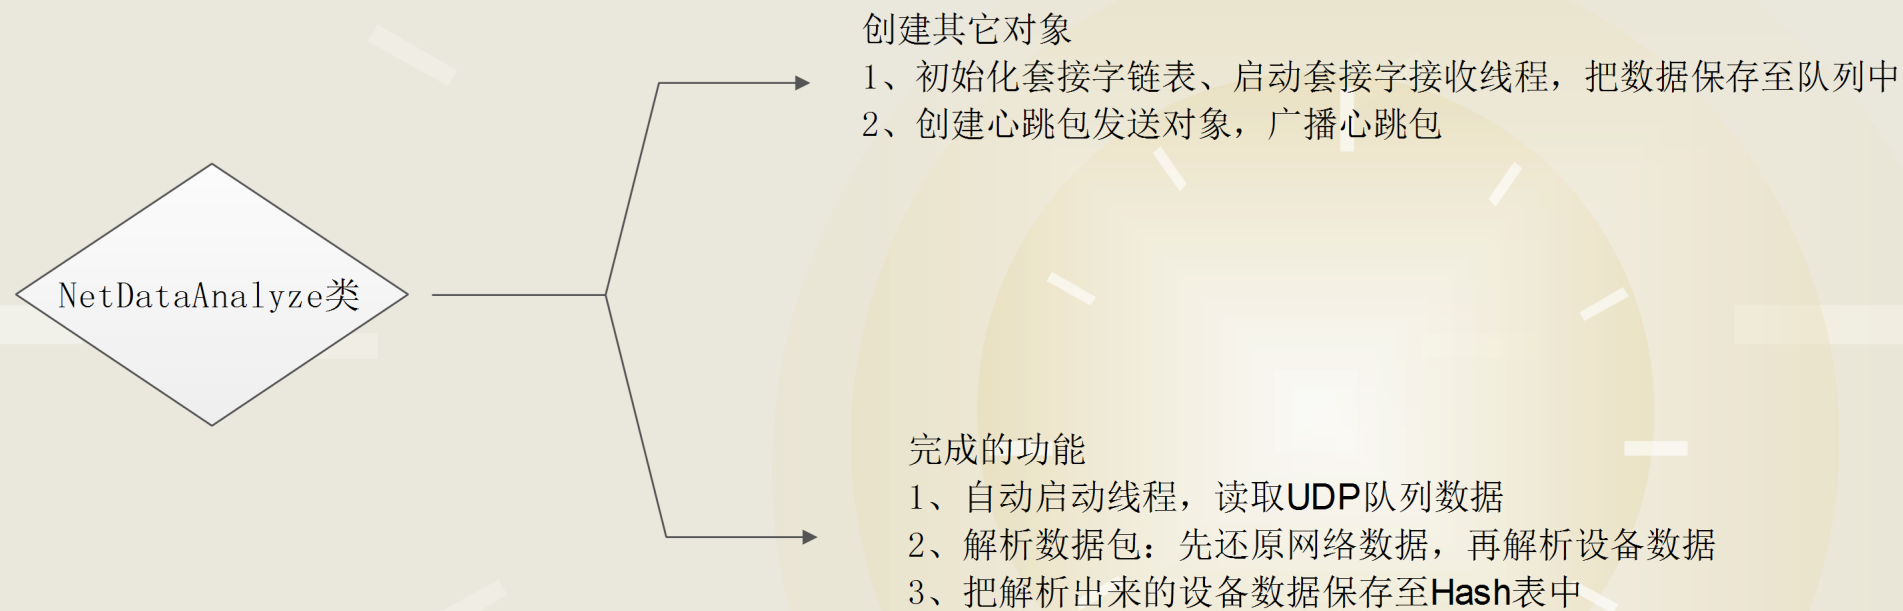 创建其它对象
1、初始化套接字链表、启动套接字接收线程，把数据保存至队列中
2、创建心跳包发送对象，广播心跳包
NetDataAnalyze类
完成的功能
1、自动启动线程，读取UDP队列数据
2、解析数据包：先还原网络数据，再解析设备数据
3、把解析出来的设备数据保存至Hash表中